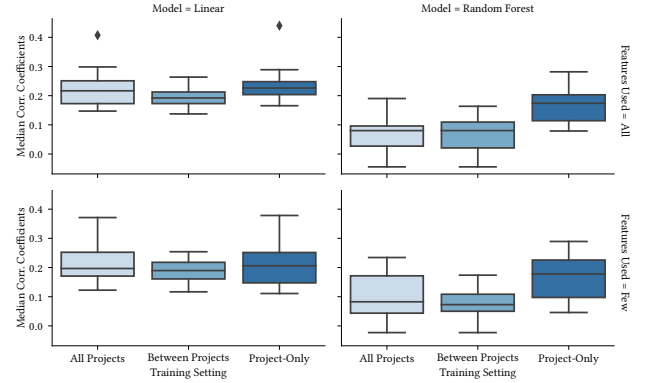 Model = Linear
Model = Random Forest
Median Corr. Coefficients
0.4
0.3
0.2
0.1
0.0
Features Used = All
Median Corr. Coefficients
0.4
0.3
0.2
0.1
0.0
Features Used = Few
All Projects
Between Projects
Project-Only
Training Setting
All Projects
Between Projects
Project-Only
Training Setting